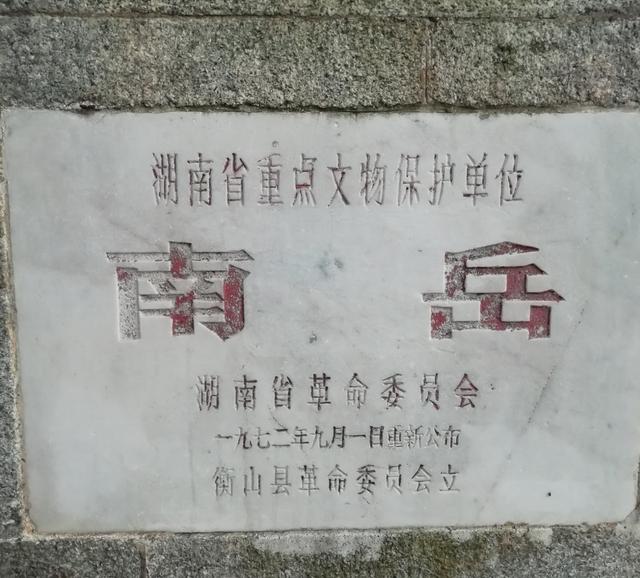 湖南省重点文物保护单位
南岳
湖南省革命委员会
一九七二年九月一日重新公布
衡山县革命委员会立